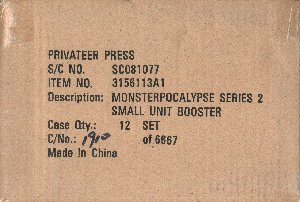 PRIVATEER PRESS
S/C NO. SC081077
ITEM NO. 3156113A1
Description: MONSTERPOCALYPSE SERIES 2
SMALL UNIT BOOSTER
Case Qty.: 12 SET
C/No.: of 6667
Made in China